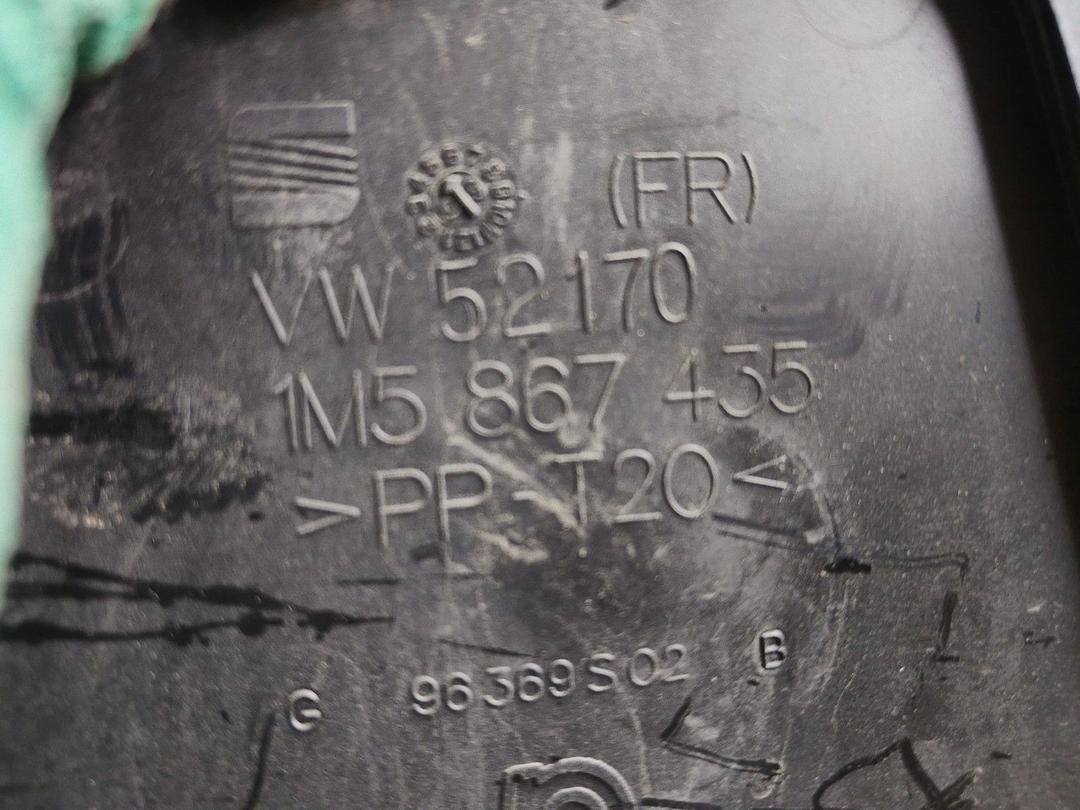 (FR)
VW 52170
1M5 867 435
>PP-T20<
96 369 S 02
B
G